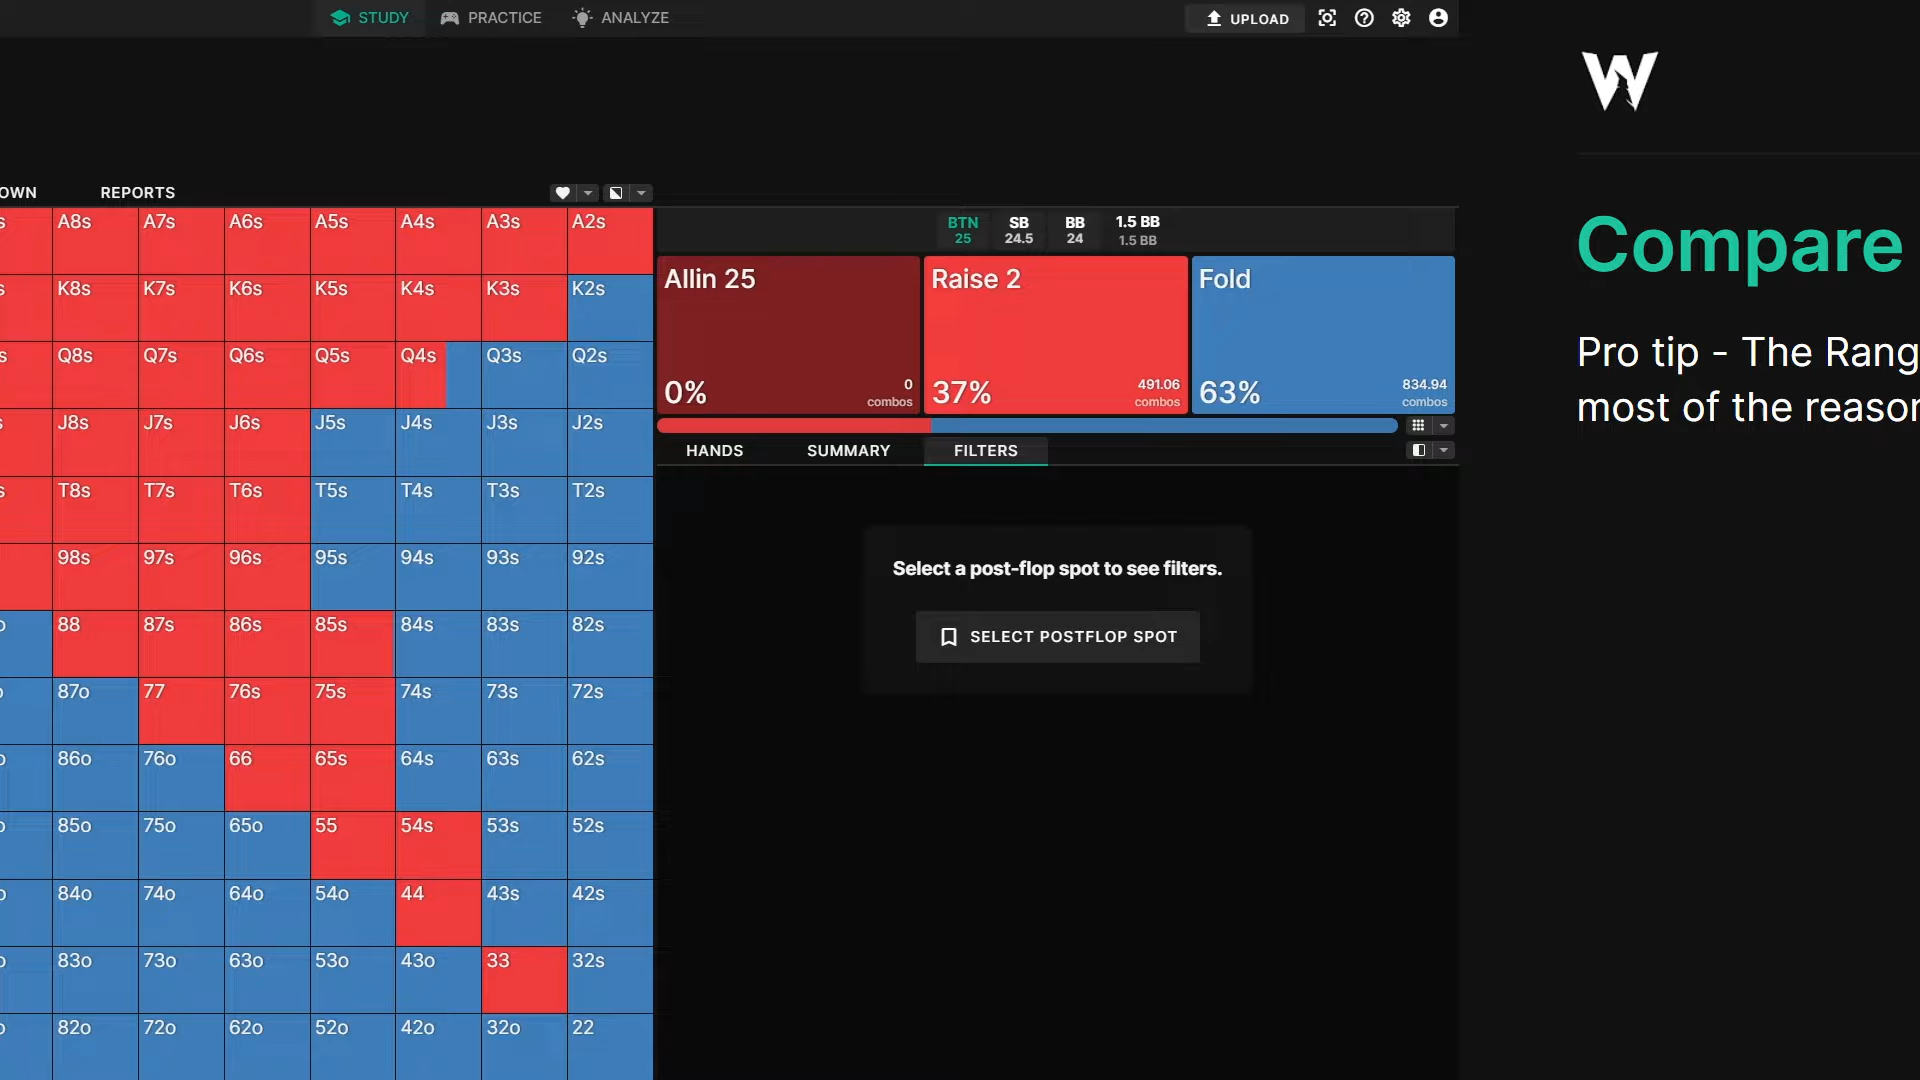 STUDY PRACTICE ANALYZE UPLOAD
W
OWN REPORTS
Compare
Pro tip - The Rang
most of the reasor
BTN SB BB 1.5 BB
25 24.5 24 1.5 BB
Allin 25 Raise 2 Fold
0% 0 combos 37% 491.06 combos 63% 834.94 combos
HANDS SUMMARY FILTERS
Select a post-flop spot to see filters.
SELECT POSTFLOP SPOT
s A8s A7s A6s A5s A4s A3s A2s
s K8s K7s K6s K5s K4s K3s K2s
s Q8s Q7s Q6s Q5s Q4s Q3s Q2s
s J8s J7s J6s J5s J4s J3s J2s
s T8s T7s T6s T5s T4s T3s T2s
98s 97s 96s 95s 94s 93s 92s
o 88 87s 86s 85s 84s 83s 82s
o 87o 77 76s 75s 74s 73s 72s
o 86o 76o 66 65s 64s 63s 62s
o 85o 75o 65o 55 54s 53s 52s
o 84o 74o 64o 54o 44 43s 42s
o 83o 73o 63o 53o 43o 33 32s
o 82o 72o 62o 52o 42o 32o 22